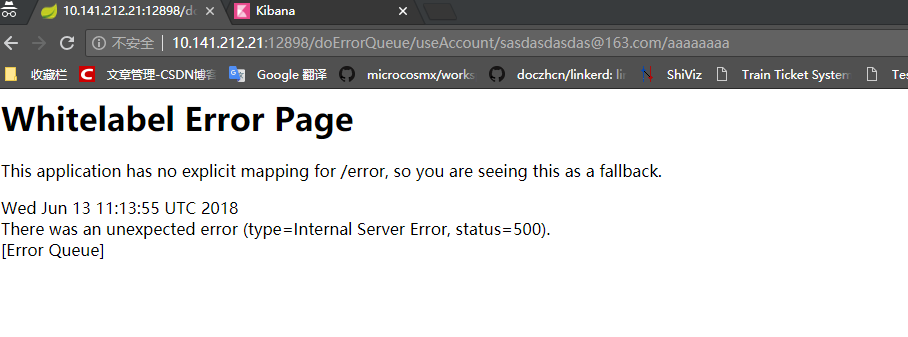 10.141.212.21:12898/do
Kibana
不安全 10.141.212.21:12898/doErrorQueue/useAccount/sasdasdasdas@163.com/aaaaaaaa
收藏栏 文章管理-CSDN博客 Google 翻译 microcosmx/works doczhcn/linkerd: li ShiViz Train Ticket System Tes
Whitelabel Error Page
This application has no explicit mapping for /error, so you are seeing this as a fallback.
Wed Jun 13 11:13:55 UTC 2018
There was an unexpected error (type=Internal Server Error, status=500).
[Error Queue]